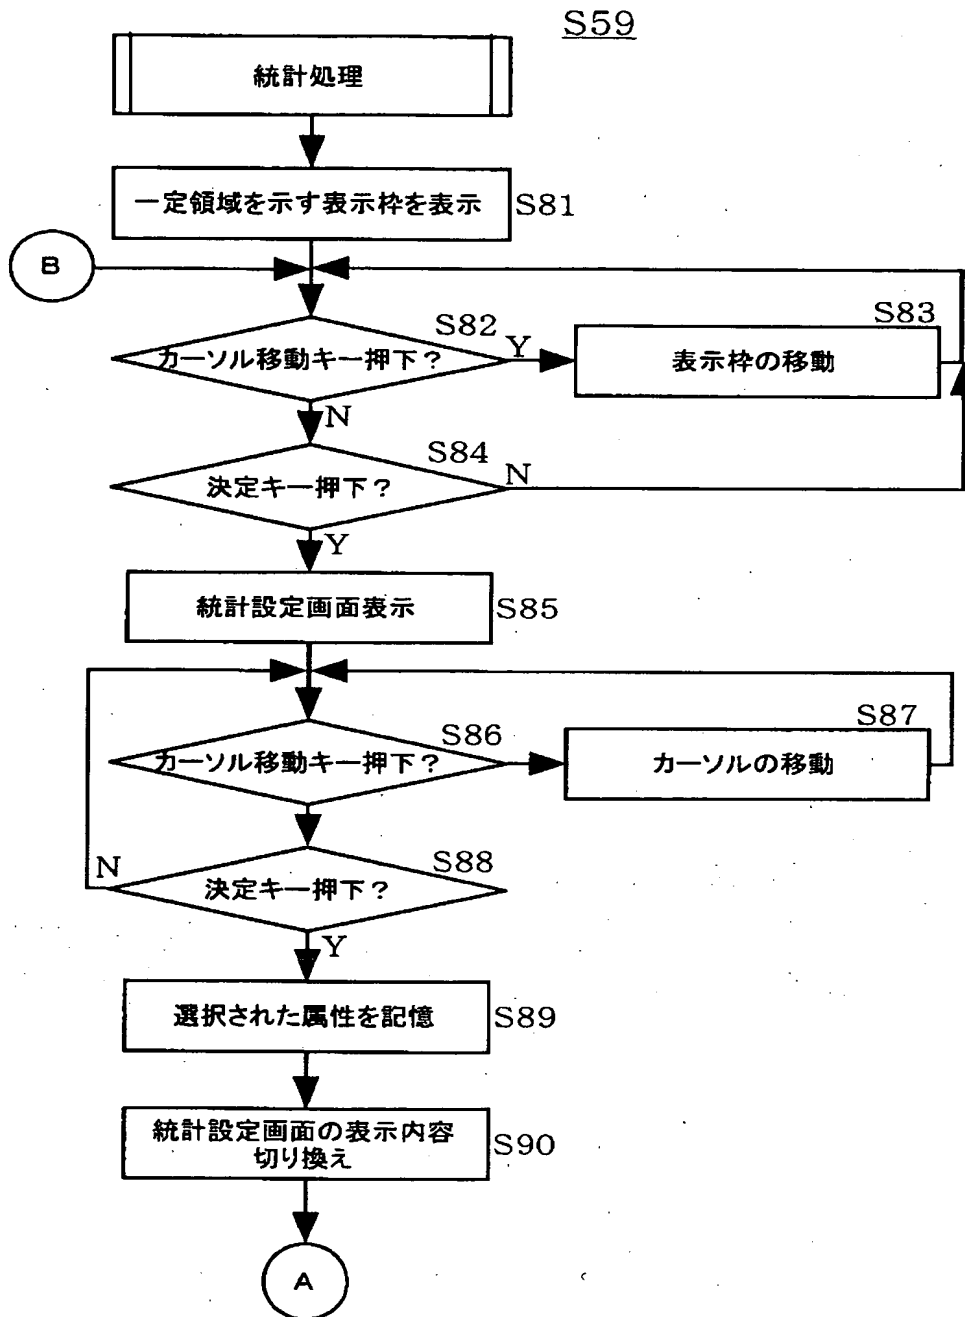 S59
統計処理
一定領域を示す表示枠を表示
S81
B
S82
カーソル移動キー押下？
Y
S83
表示枠の移動
N
S84
決定キー押下？
N
Y
統計設定画面表示
S85
S86
カーソル移動キー押下？
S87
カーソルの移動
S88
N
決定キー押下？
Y
選択された属性を記憶
S89
統計設定画面の表示内容
切り換え
S90
A